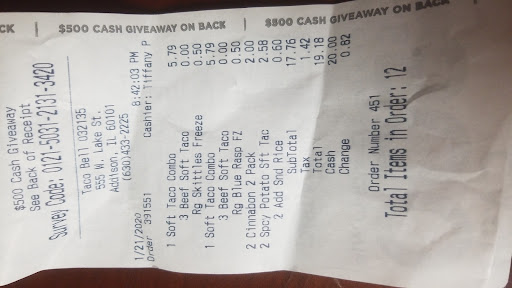 CK | $500 CASH GIVEAWAY ON BACK | $500 CASH GIVEAWAY ON BACK
$500 Cash Giveaway
See Back of Receipt
Survey Code: 0121-5037-2131-3420
Taco Bell 032135
555 W. Lake St.
Addison, IL 60101
(630)433-2225
1/21/2020 8:42:03 PM
Order 391551 Cashier: Tiffany P
1 Soft Taco Combo 5.79
3 Beef Soft Taco 0.00
Rg Skittles Freeze 0.50
1 Soft Taco Combo 5.79
3 Beef Soft Taco 0.00
Rg Blue Rasp FZ 0.50
2 Cinnabon 2 Pack 2.00
2 Spcy Potato Sft Tac 2.58
2 Add Snd Rice 0.60
SubTotal 17.76
Tax 1.42
Total 19.18
Cash 20.00
Change 0.82
Order Number 451
Total Items in Order: 12